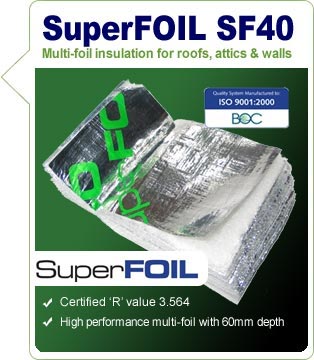 SuperFOIL SF40
Multi-foil insulation for roofs, attics & walls
Quality System Manufactured to:
ISO 9001:2000
SuperFOIL
Certified ‘R’ value 3.564
High performance multi-foil with 60mm depth